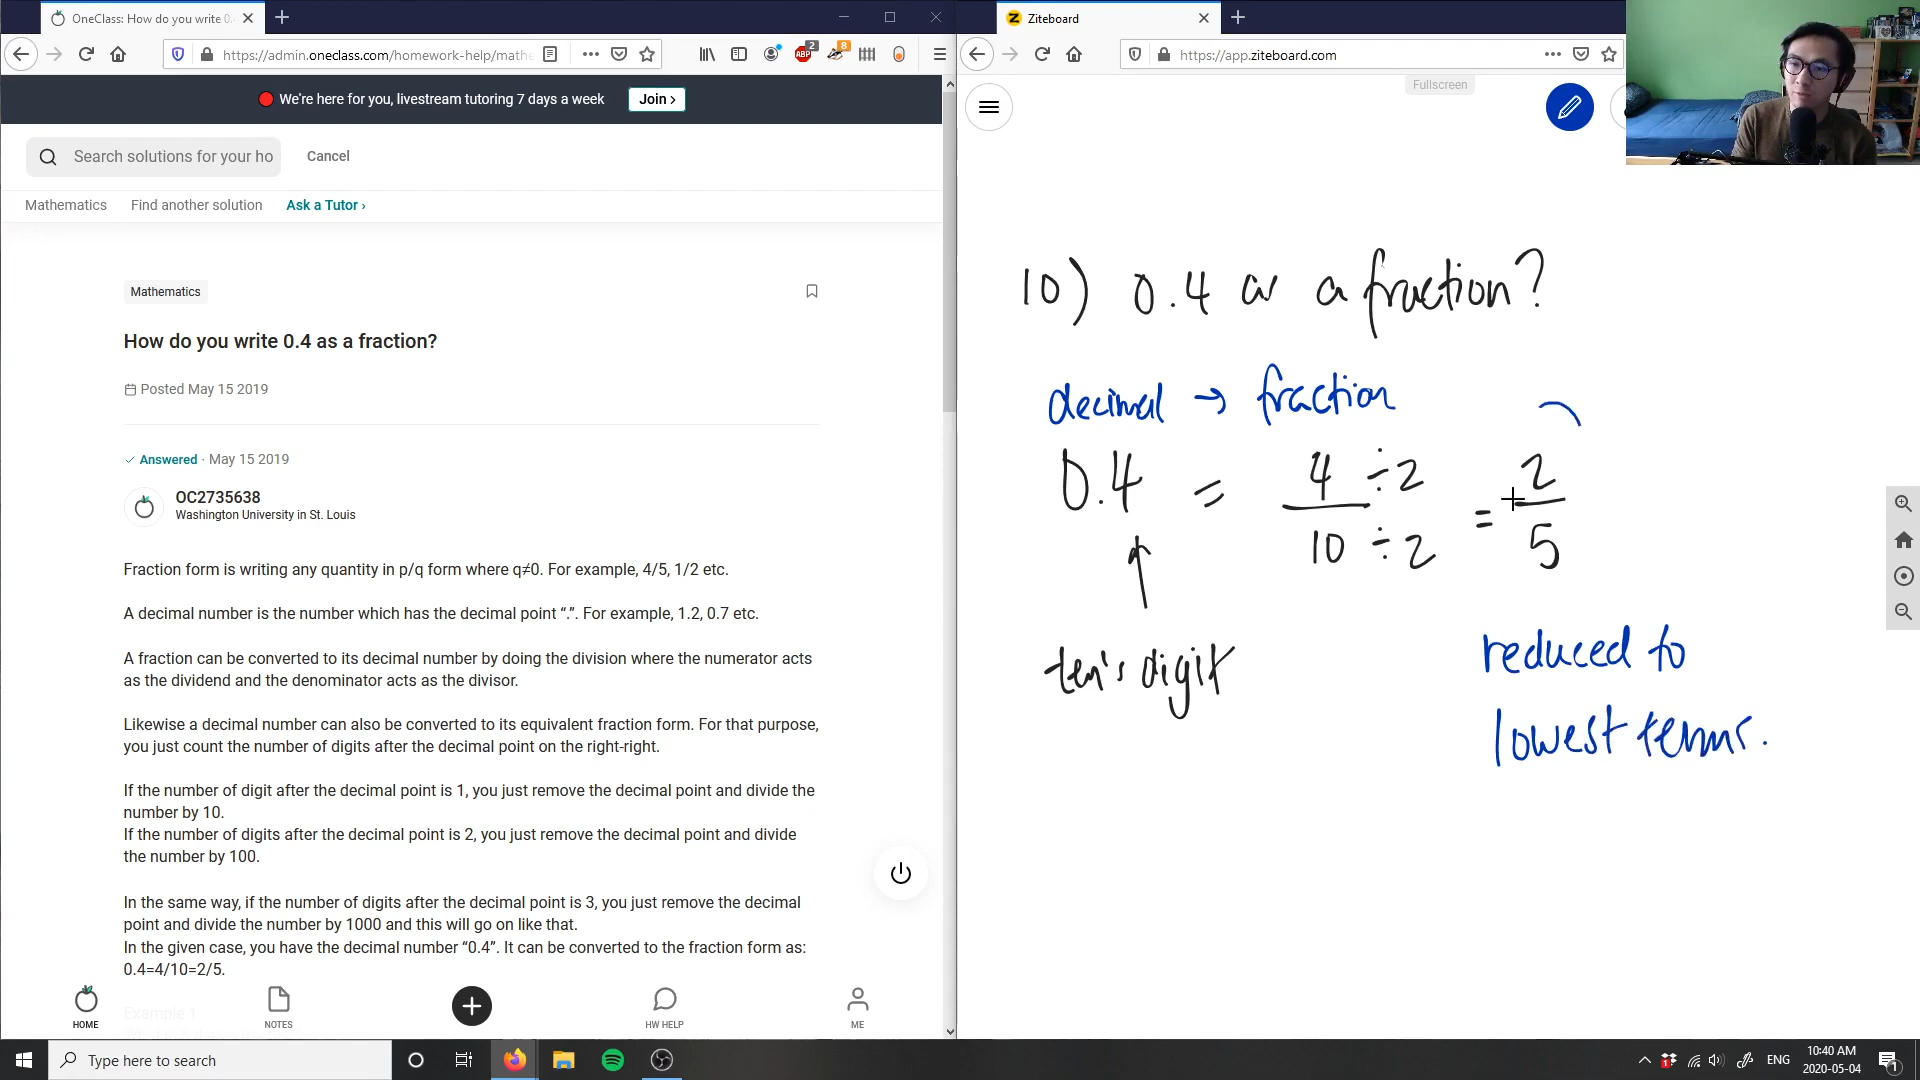 OneClass: How do you write 0.
Ziteboard
https://admin.oneclass.com/homework-help/mathe
ABP
2
8
https://app.ziteboard.com
We're here for you, livestream tutoring 7 days a week
Join ›
Fullscreen
Search solutions for your ho
Cancel
Mathematics
Find another solution
Ask a Tutor ›
Mathematics
How do you write 0.4 as a fraction?
Posted May 15 2019
Answered · May 15 2019
OC2735638
Washington University in St. Louis
Fraction form is writing any quantity in p/q form where q≠0. For example, 4/5, 1/2 etc.
A decimal number is the number which has the decimal point “.”. For example, 1.2, 0.7 etc.
A fraction can be converted to its decimal number by doing the division where the numerator acts
as the dividend and the denominator acts as the divisor.
Likewise a decimal number can also be converted to its equivalent fraction form. For that purpose,
you just count the number of digits after the decimal point on the right-right.
If the number of digit after the decimal point is 1, you just remove the decimal point and divide the
number by 10.
If the number of digits after the decimal point is 2, you just remove the decimal point and divide
the number by 100.
In the same way, if the number of digits after the decimal point is 3, you just remove the decimal
point and divide the number by 1000 and this will go on like that.
In the given case, you have the decimal number “0.4”. It can be converted to the fraction form as:
0.4=4/10=2/5.
Example 1
HOME
NOTES
HW HELP
ME
10) 0.4 as a fraction?
decimal → fraction
0.4 = 4 ÷2 / 10 ÷2 = 2 / 5
ten's digit
reduced to
lowest terms.
Type here to search
ENG
10:40 AM
2020-05-04
1